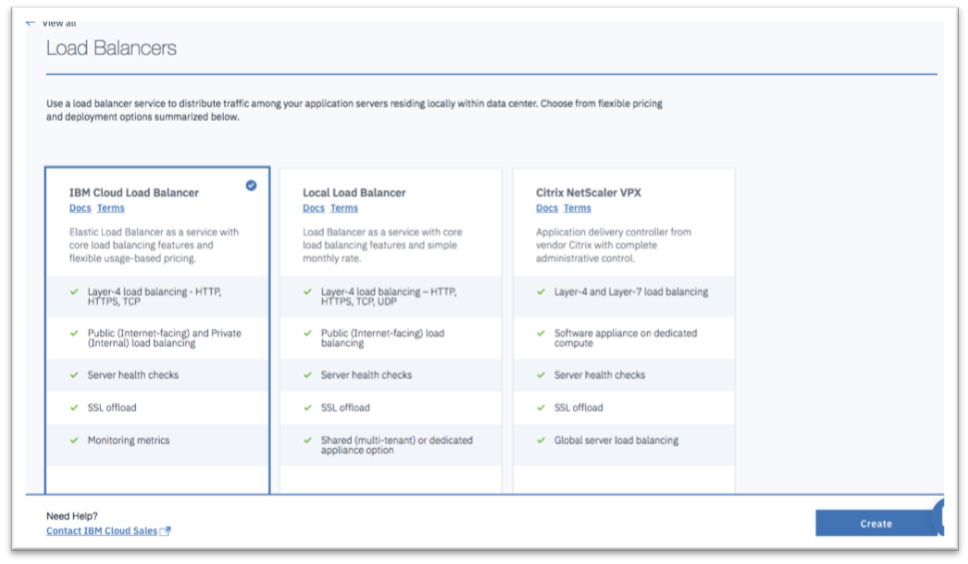 View all
Load Balancers
Use a load balancer service to distribute traffic among your application servers residing locally within data center. Choose from flexible pricing
and deployment options summarized below.
IBM Cloud Load Balancer
Docs Terms
Elastic Load Balancer as a service with
core load balancing features and
flexible usage-based pricing.
Layer-4 load balancing - HTTP,
HTTPS, TCP
Public (Internet-facing) and Private
(Internal) load balancing
Server health checks
SSL offload
Monitoring metrics
Local Load Balancer
Docs Terms
Load Balancer as a service with core
load balancing features and simple
monthly rate.
Layer-4 load balancing – HTTP,
HTTPS, TCP, UDP
Public (Internet-facing) load
balancing
Server health checks
SSL offload
Shared (multi-tenant) or dedicated
appliance option
Citrix NetScaler VPX
Docs Terms
Application delivery controller from
vendor Citrix with complete
administrative control.
Layer-4 and Layer-7 load balancing
Software appliance on dedicated
compute
Server health checks
SSL offload
Global server load balancing
Need Help?
Contact IBM Cloud Sales
Create